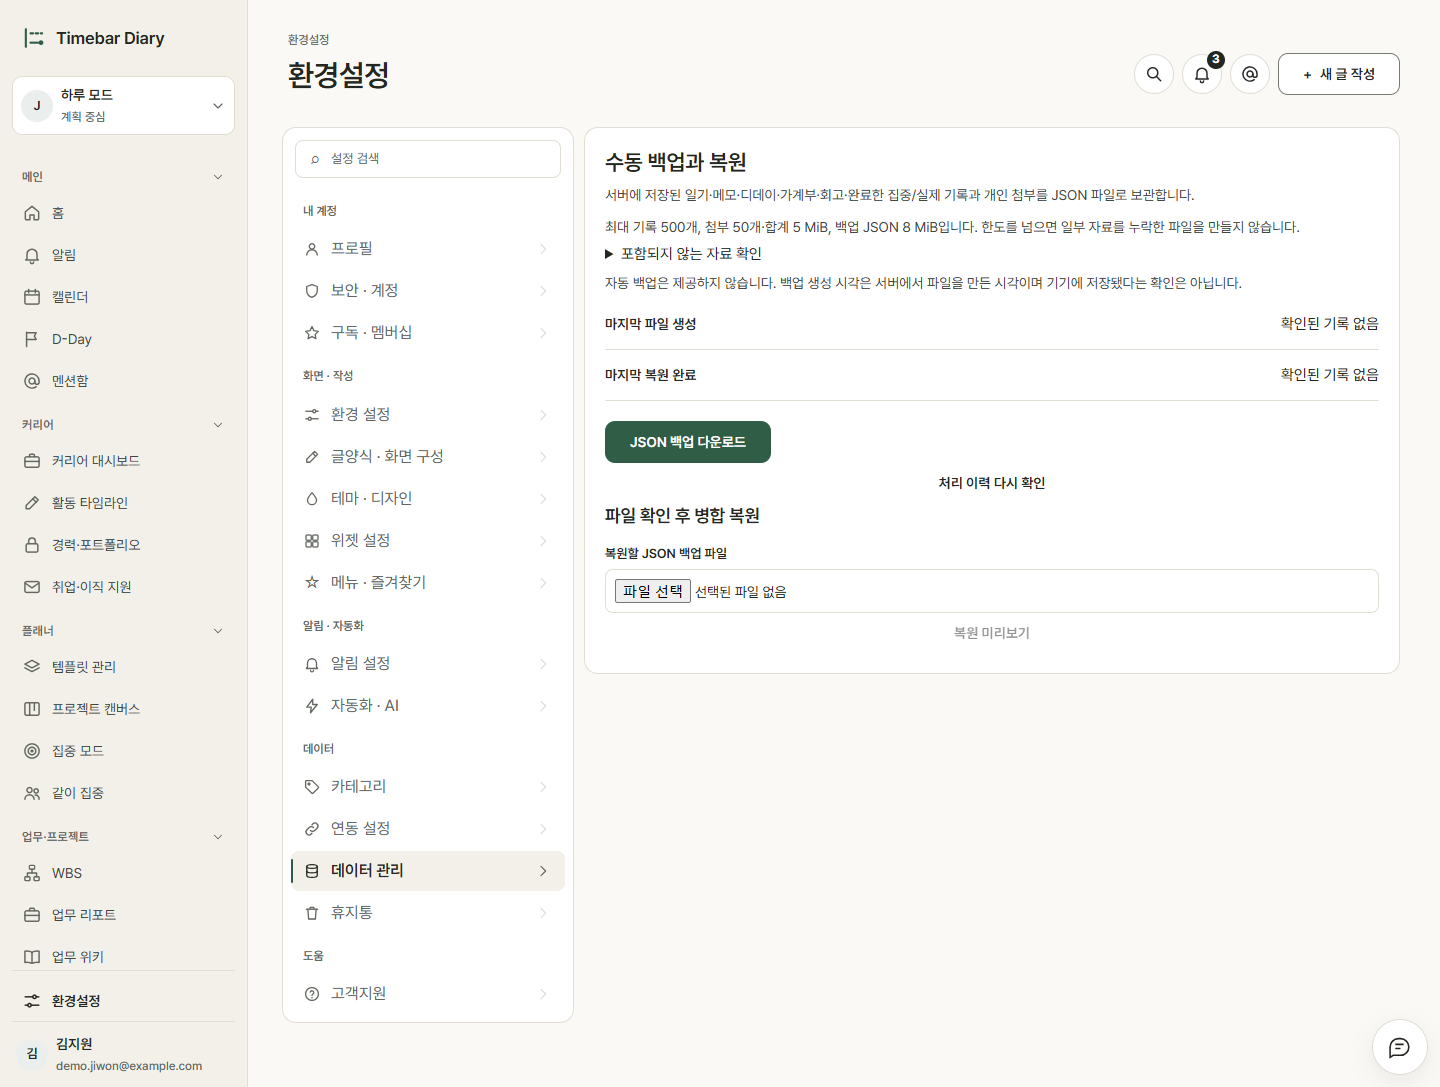 Timebar Diary
J
하루 모드
계획 중심
메인
홈
알림
캘린더
D-Day
멘션함
커리어
커리어 대시보드
활동 타임라인
경력·포트폴리오
취업·이직 지원
플래너
템플릿 관리
프로젝트 캔버스
집중 모드
같이 집중
업무·프로젝트
WBS
업무 리포트
업무 위키
환경설정
김
김지원
demo.jiwon@example.com
환경설정
환경설정
3
+ 새 글 작성
설정 검색
내 계정
프로필
보안 · 계정
구독 · 멤버십
화면 · 작성
환경 설정
글양식 · 화면 구성
테마 · 디자인
위젯 설정
메뉴 · 즐겨찾기
알림 · 자동화
알림 설정
자동화 · AI
데이터
카테고리
연동 설정
데이터 관리
휴지통
도움
고객지원
수동 백업과 복원
서버에 저장된 일기·메모·디데이·가계부·회고·완료한 집중/실제 기록과 개인 첨부를 JSON 파일로 보관합니다.
최대 기록 500개, 첨부 50개·합계 5 MiB, 백업 JSON 8 MiB입니다. 한도를 넘으면 일부 자료를 누락한 파일을 만들지 않습니다.
▶ 포함되지 않는 자료 확인
자동 백업은 제공하지 않습니다. 백업 생성 시각은 서버에서 파일을 만든 시각이며 기기에 저장됐다는 확인은 아닙니다.
마지막 파일 생성 확인된 기록 없음
마지막 복원 완료 확인된 기록 없음
JSON 백업 다운로드
처리 이력 다시 확인
파일 확인 후 병합 복원
복원할 JSON 백업 파일
파일 선택 선택된 파일 없음
복원 미리보기